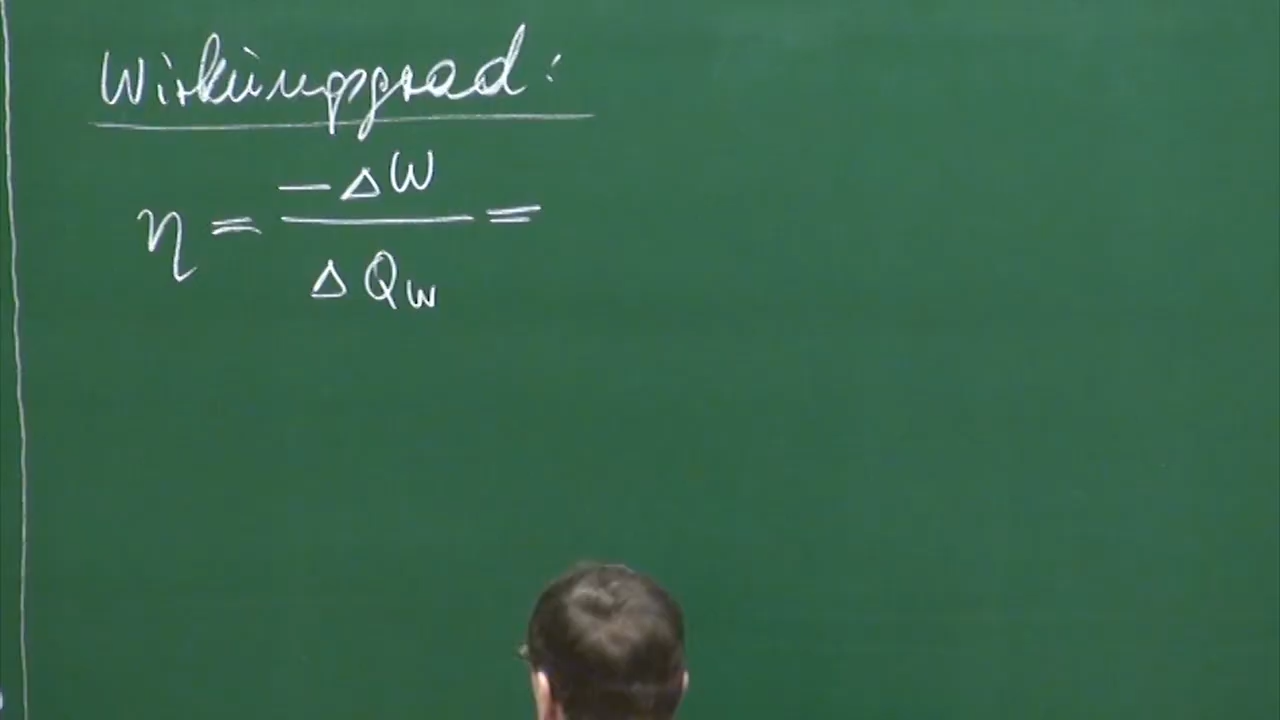 Wirkungsgrad:
η = −ΔW / ΔQ_W =